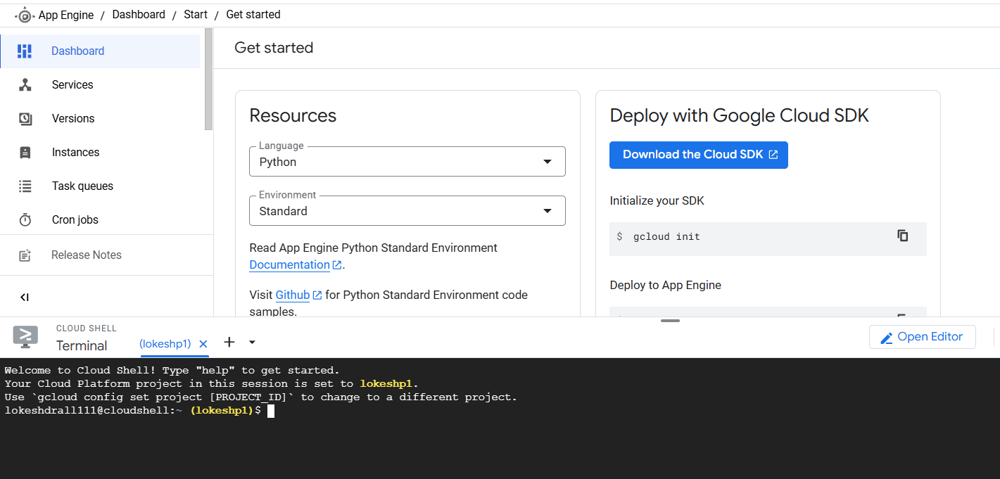 App Engine / Dashboard / Start / Get started
Dashboard
Services
Versions
Instances
Task queues
Cron jobs
Release Notes
Get started
Resources
Language
Python
Environment
Standard
Read App Engine Python Standard Environment
Documentation.
Visit Github for Python Standard Environment code
samples.
Deploy with Google Cloud SDK
Download the Cloud SDK
Initialize your SDK
$ gcloud init
Deploy to App Engine
CLOUD SHELL
Terminal
(lokeshp1)
Open Editor
Welcome to Cloud Shell! Type "help" to get started.
Your Cloud Platform project in this session is set to lokeshp1.
Use `gcloud config set project [PROJECT_ID]` to change to a different project.
lokeshdrall111@cloudshell:~ (lokeshp1)$